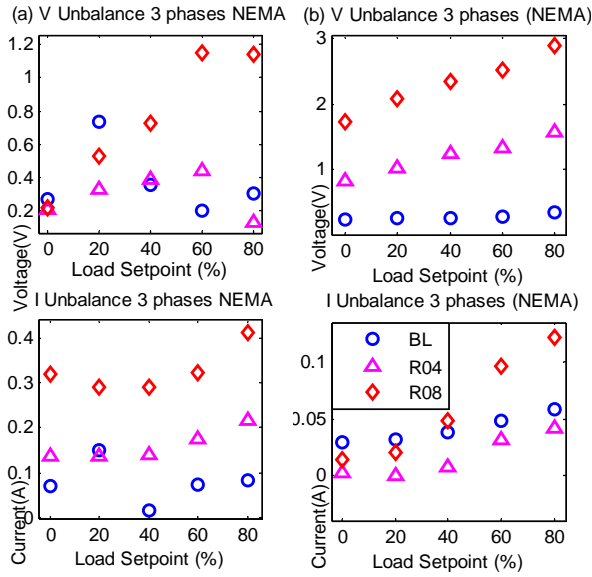 (a) V Unbalance 3 phases NEMA
1.2
1
0.8
0.6
0.4
0.2
Voltage(V)
0 20 40 60 80
Load Setpoint (%)
(b) V Unbalance 3 phases (NEMA)
3
2
1
Voltage(V)
0 20 40 60 80
Load Setpoint (%)
I Unbalance 3 phases NEMA
0.4
0.3
0.2
0.1
0
Current(A)
0 20 40 60 80
Load Setpoint (%)
I Unbalance 3 phases (NEMA)
0.1
0.05
0
Current(A)
BL
R04
R08
0 20 40 60 80
Load Setpoint (%)